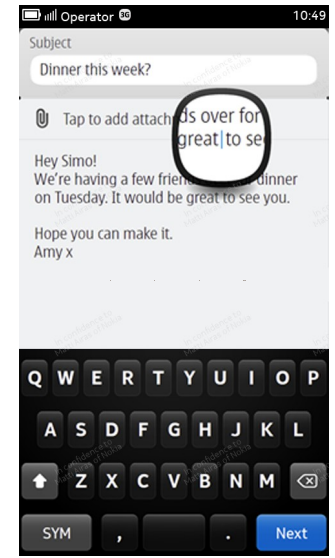 Operator 3G 10:49
Subject
Dinner this week?
Tap to add attach
ds over for
great to se
Hey Simo!
We're having a few frien dinner
on Tuesday. It would be great to see you.
Hope you can make it.
Amy x
Q W E R T Y U I O P
A S D F G H J K L
Z X C V B N M
SYM , . Next